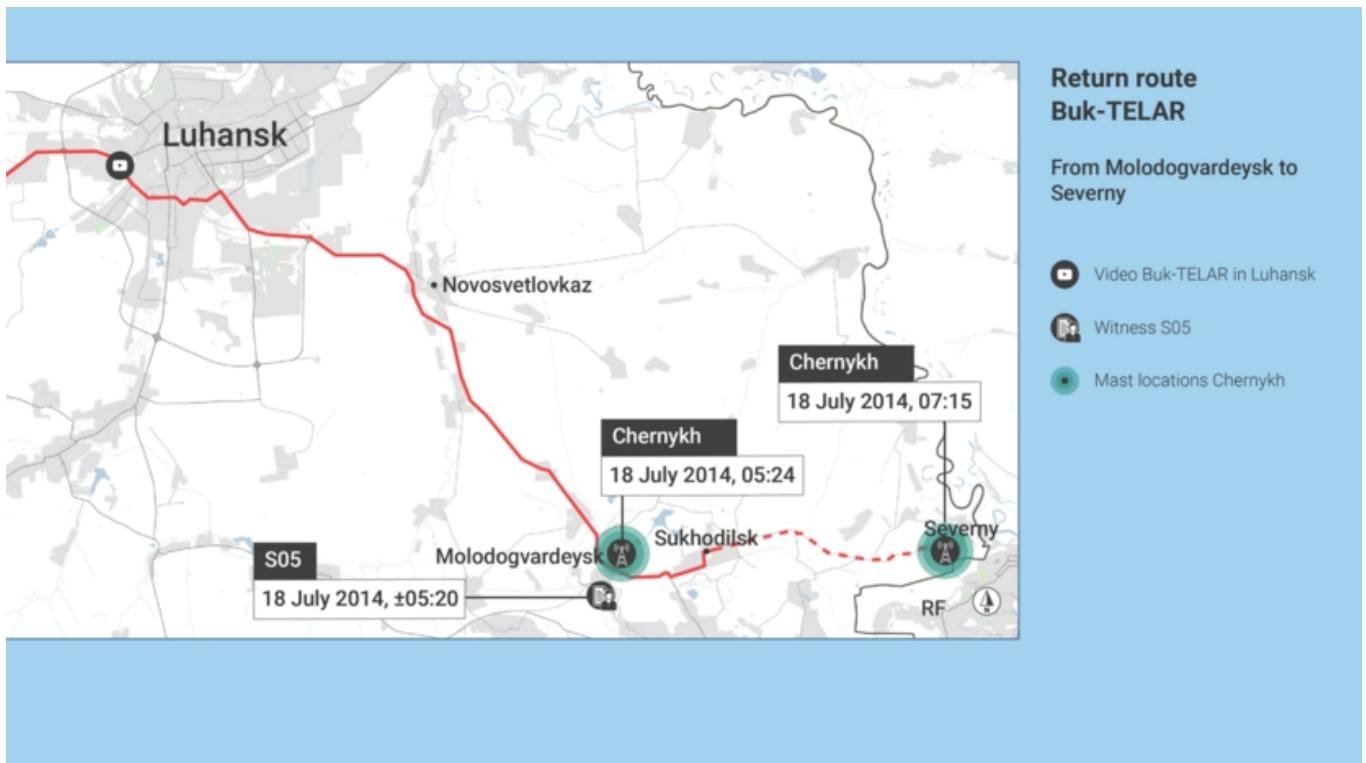 Return route
Buk-TELAR
From Molodogvardeysk to
Severny
Video Buk-TELAR in Luhansk
Witness S05
Mast locations Chernykh
Luhansk
Novosvetlovkaz
Chernykh
18 July 2014, 07:15
Chernykh
18 July 2014, 05:24
Sukhodilsk
Severny
Molodogvardeysk
S05
18 July 2014, ±05:20
RF
N